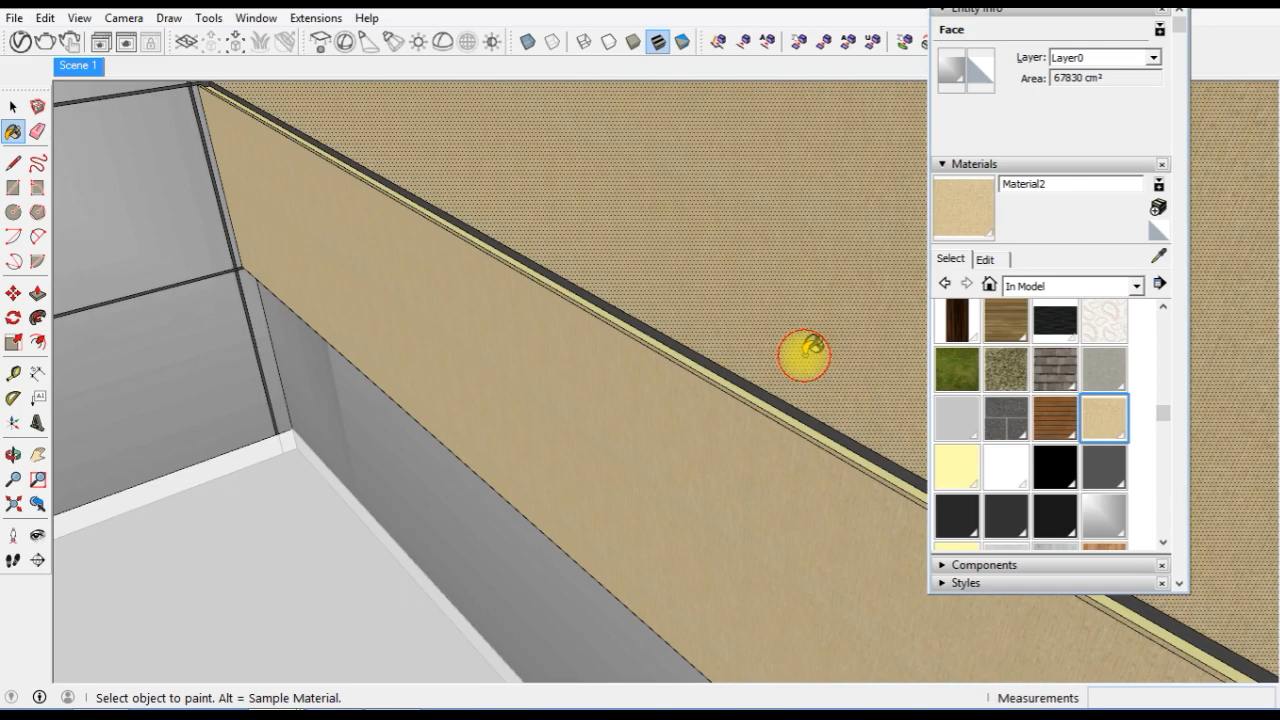 File Edit View Camera Draw Tools Window Extensions Help
Entity Info
Face
Layer: Layer0
Area: 67830 cm²
Scene 1
Materials
Material2
Select Edit
In Model
Components
Styles
Select object to paint. Alt = Sample Material.
Measurements